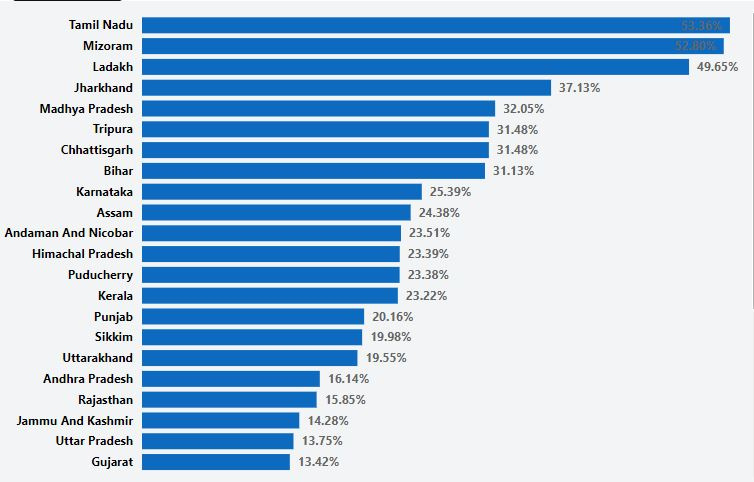 Tamil Nadu 53.36%
Mizoram 52.80%
Ladakh 49.65%
Jharkhand 37.13%
Madhya Pradesh 32.05%
Tripura 31.48%
Chhattisgarh 31.48%
Bihar 31.13%
Karnataka 25.39%
Assam 24.38%
Andaman And Nicobar 23.51%
Himachal Pradesh 23.39%
Puducherry 23.38%
Kerala 23.22%
Punjab 20.16%
Sikkim 19.98%
Uttarakhand 19.55%
Andhra Pradesh 16.14%
Rajasthan 15.85%
Jammu And Kashmir 14.28%
Uttar Pradesh 13.75%
Gujarat 13.42%